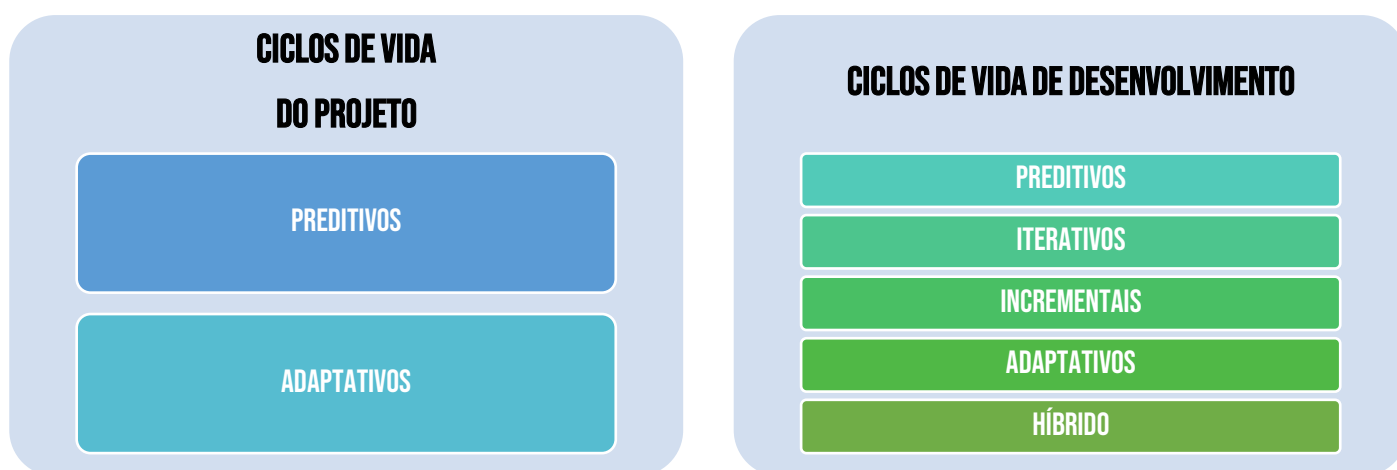 CICLOS DE VIDA
DO PROJETO
PREDITIVOS
ADAPTATIVOS
CICLOS DE VIDA DE DESENVOLVIMENTO
PREDITIVOS
ITERATIVOS
INCREMENTAIS
ADAPTATIVOS
HÍBRIDO